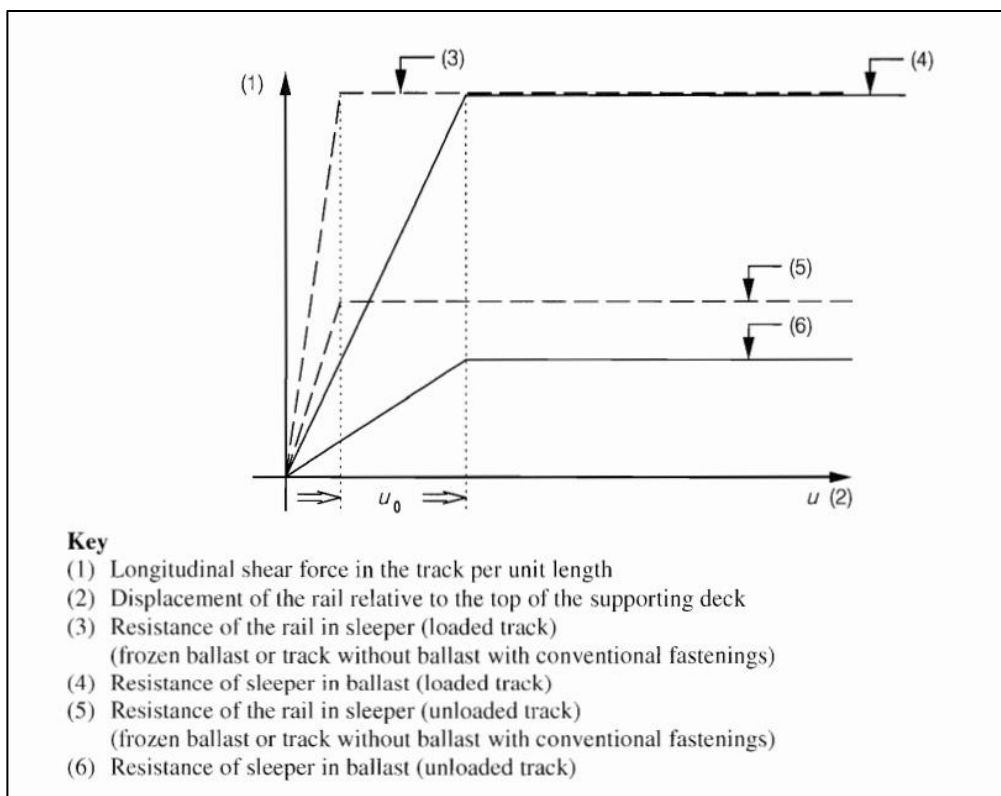 (3)
(4)
(1)
(5)
(6)
u₀
u (2)
Key
(1) Longitudinal shear force in the track per unit length
(2) Displacement of the rail relative to the top of the supporting deck
(3) Resistance of the rail in sleeper (loaded track)
(frozen ballast or track without ballast with conventional fastenings)
(4) Resistance of sleeper in ballast (loaded track)
(5) Resistance of the rail in sleeper (unloaded track)
(frozen ballast or track without ballast with conventional fastenings)
(6) Resistance of sleeper in ballast (unloaded track)